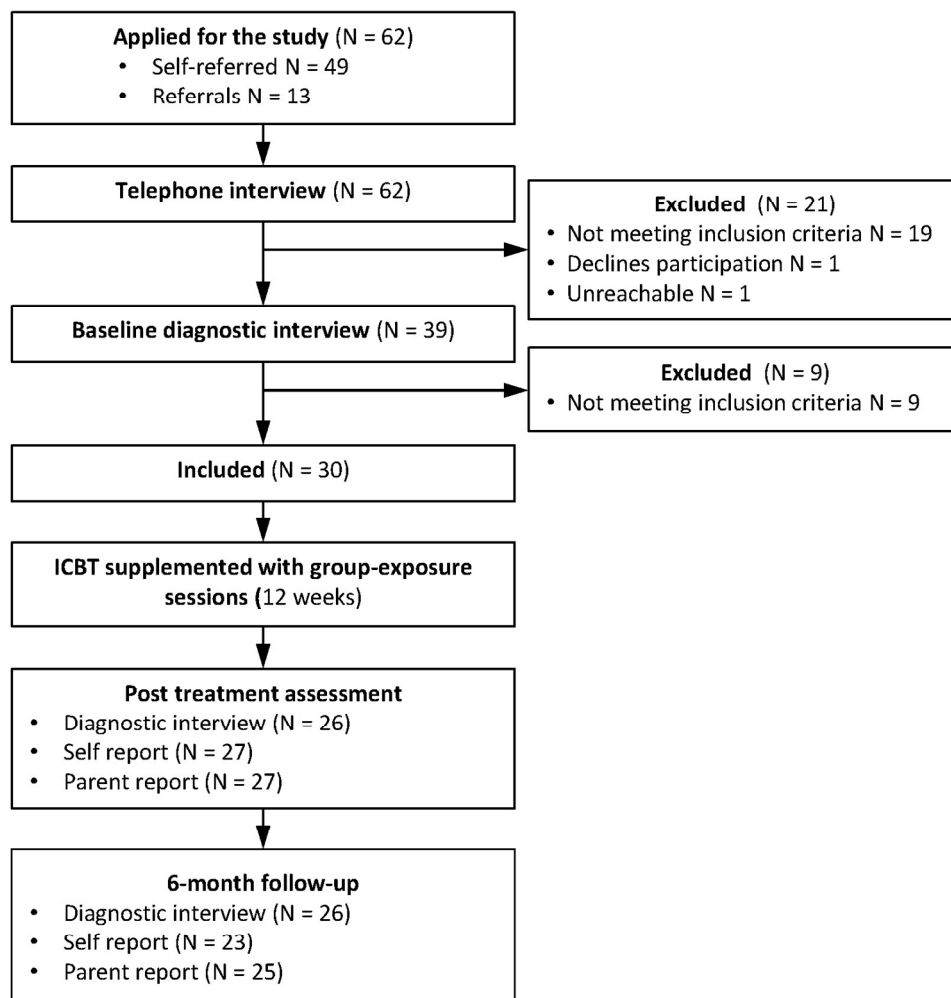 Applied for the study (N = 62)
• Self-referred N = 49
• Referrals N = 13
Telephone interview (N = 62)
Excluded (N = 21)
• Not meeting inclusion criteria N = 19
• Declines participation N = 1
• Unreachable N = 1
Baseline diagnostic interview (N = 39)
Excluded (N = 9)
• Not meeting inclusion criteria N = 9
Included (N = 30)
ICBT supplemented with group-exposure
sessions (12 weeks)
Post treatment assessment
• Diagnostic interview (N = 26)
• Self report (N = 27)
• Parent report (N = 27)
6-month follow-up
• Diagnostic interview (N = 26)
• Self report (N = 23)
• Parent report (N = 25)